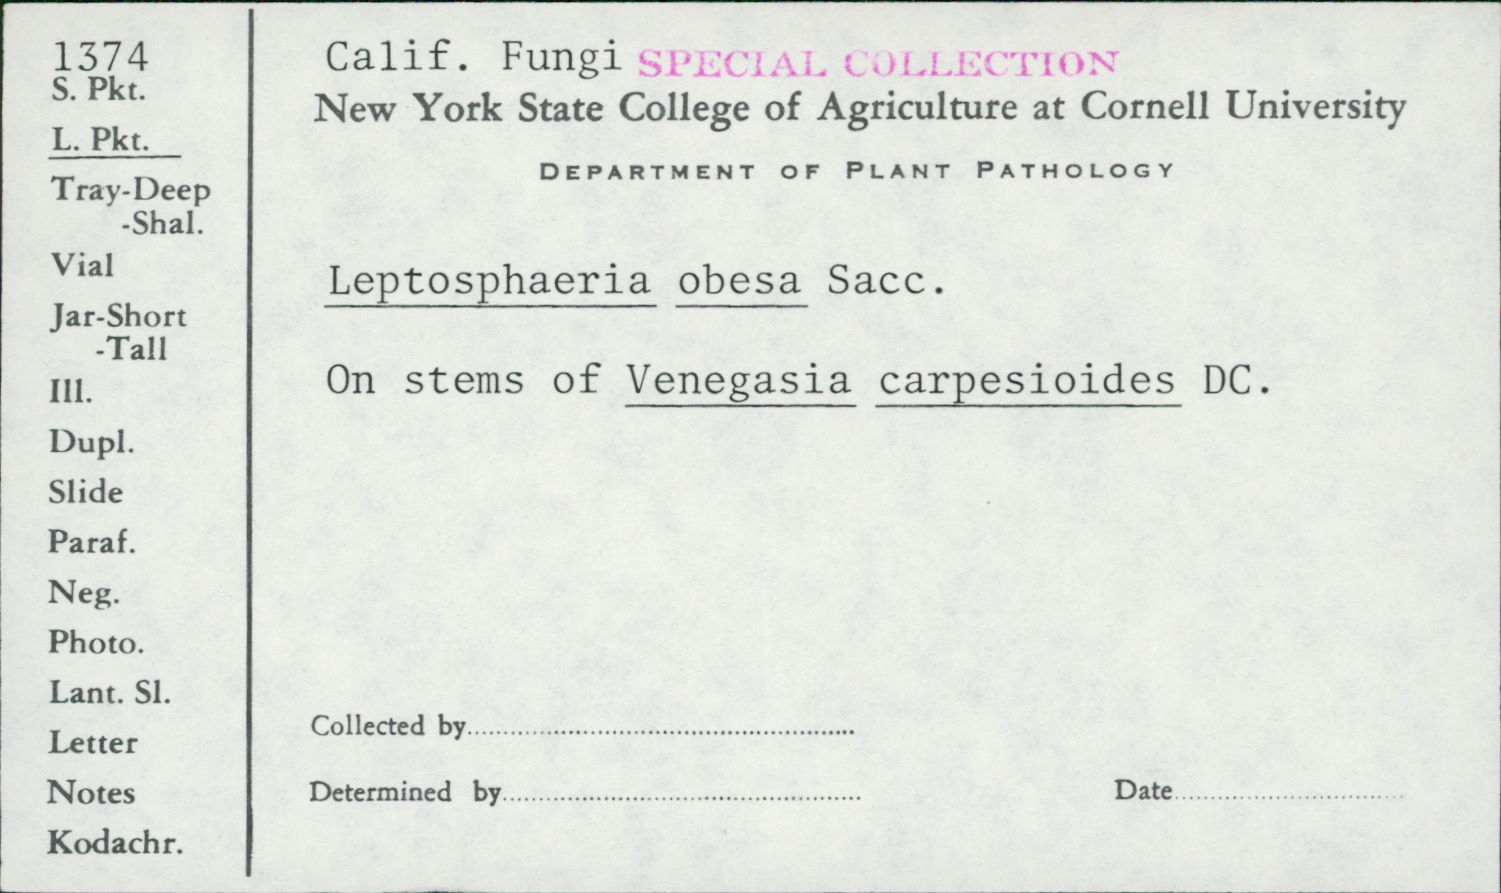 1374
S. Pkt.
L. Pkt.
Tray-Deep
-Shal.
Vial
Jar-Short
-Tall
Ill.
Dupl.
Slide
Paraf.
Neg.
Photo.
Lant. Sl.
Letter
Notes
Kodachr.
Calif. Fungi SPECIAL COLLECTION
New York State College of Agriculture at Cornell University
DEPARTMENT OF PLANT PATHOLOGY
Leptosphaeria obesa Sacc.
On stems of Venegasia carpesioides DC.
Collected by
Determined by Date